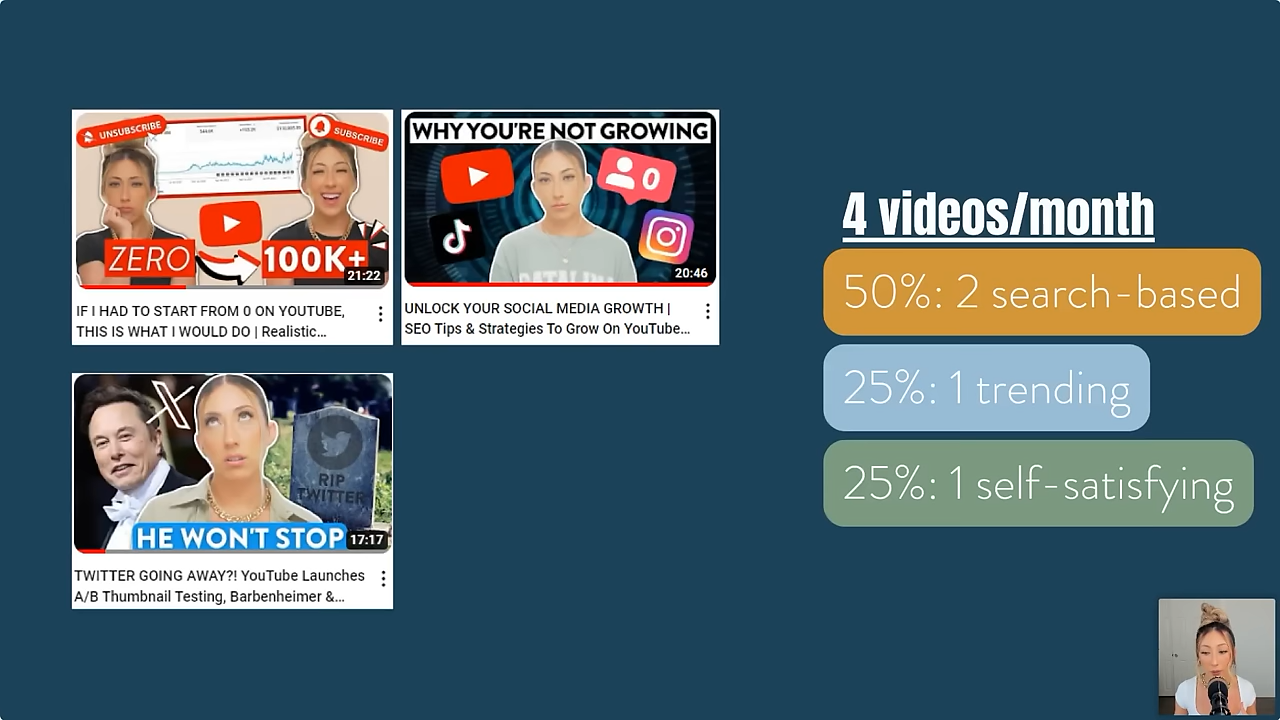 UNSUBSCRIBE
SUBSCRIBE
ZERO
100K+
21:22
IF I HAD TO START FROM 0 ON YOUTUBE,
THIS IS WHAT I WOULD DO | Realistic...
WHY YOU'RE NOT GROWING
0
20:46
UNLOCK YOUR SOCIAL MEDIA GROWTH |
SEO Tips & Strategies To Grow On YouTube...
X
RIP
TWITTER
HE WON'T STOP
17:17
TWITTER GOING AWAY?! YouTube Launches
A/B Thumbnail Testing, Barbenheimer &...
4 videos/month
50%: 2 search-based
25%: 1 trending
25%: 1 self-satisfying